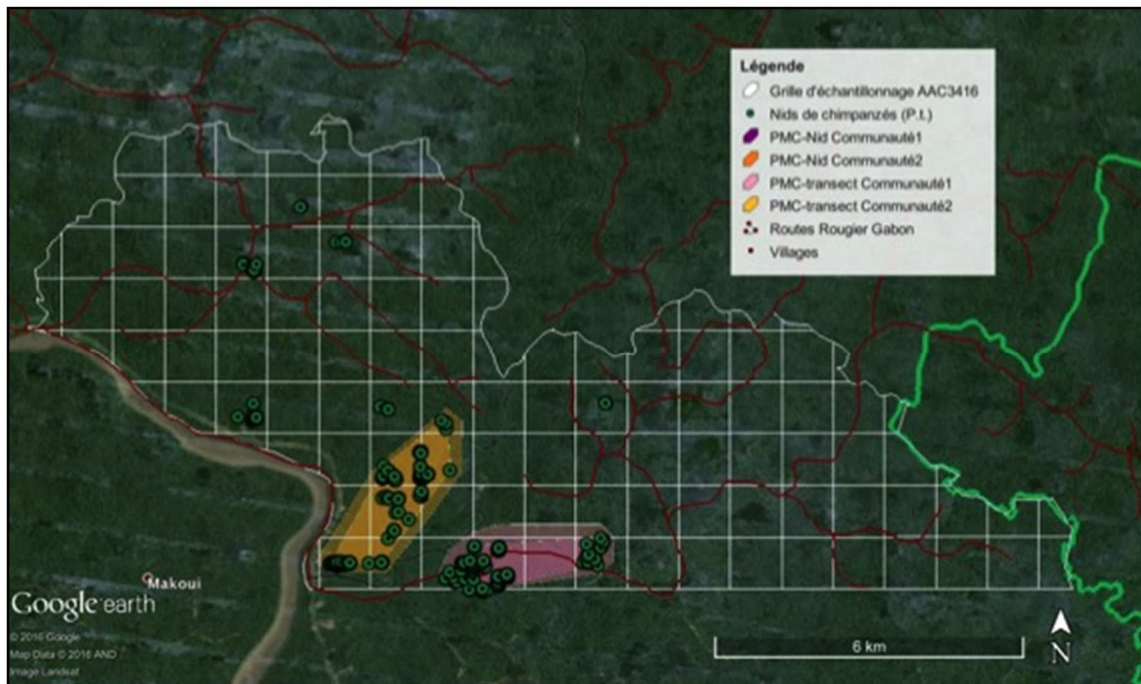 Légende
Grille d'échantillonnage AAC3416
Nids de chimpanzés (P.t.)
PMC-Nid Communauté1
PMC-Nid Communauté2
PMC-transect Communauté1
PMC-transect Communauté2
Routes Rougier Gabon
Villages
Makoui
Google earth
© 2016 Google
Map Data © 2016 AND
Image Landsat
6 km
N